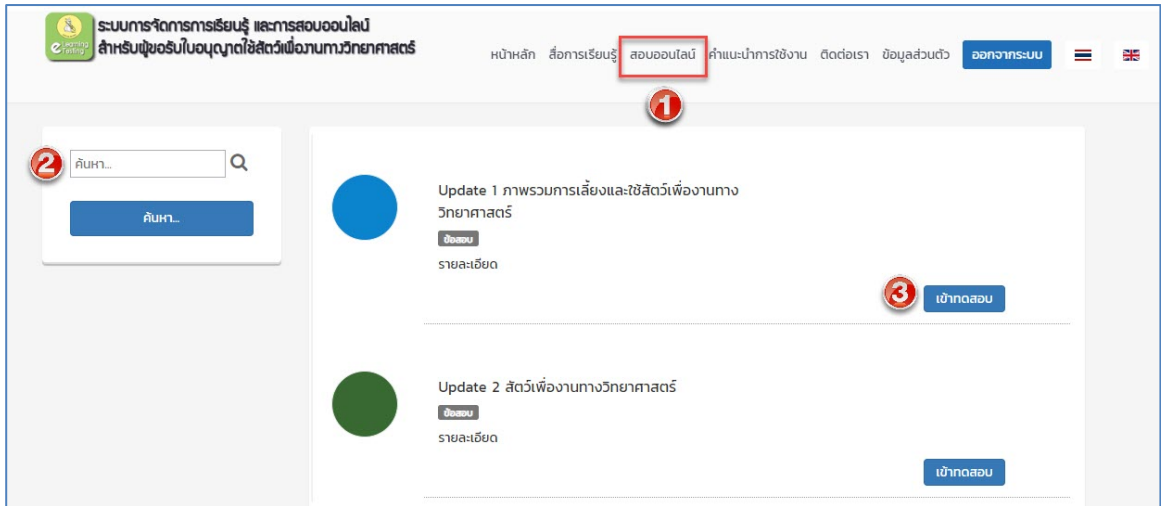 ระบบการจัดการการเรียนรู้ และการสอบออนไลน์
สำหรับผู้ขอรับใบอนุญาตใช้สัตว์เพื่องานทางวิทยาศาสตร์
e Learning
Testing
หน้าหลัก สื่อการเรียนรู้ สอบออนไลน์ คำแนะนำการใช้งาน ติดต่อเรา ข้อมูลส่วนตัว ออกจากระบบ
1
2
ค้นหา...
ค้นหา...
Update 1 ภาพรวมการเลี้ยงและใช้สัตว์เพื่องานทาง
วิทยาศาสตร์
ข้อสอบ
รายละเอียด
3
เข้าทดสอบ
Update 2 สัตว์เพื่องานทางวิทยาศาสตร์
ข้อสอบ
รายละเอียด
เข้าทดสอบ